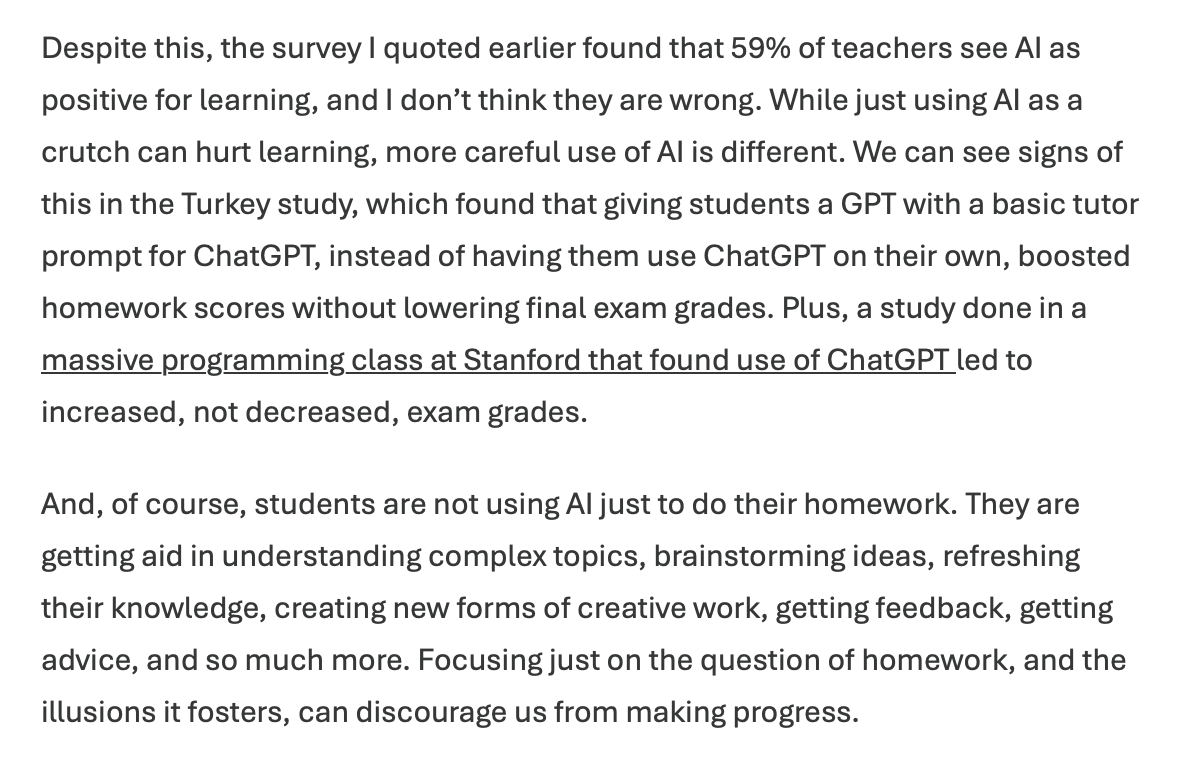 Despite this, the survey I quoted earlier found that 59% of teachers see AI as
positive for learning, and I don’t think they are wrong. While just using AI as a
crutch can hurt learning, more careful use of AI is different. We can see signs of
this in the Turkey study, which found that giving students a GPT with a basic tutor
prompt for ChatGPT, instead of having them use ChatGPT on their own, boosted
homework scores without lowering final exam grades. Plus, a study done in a
massive programming class at Stanford that found use of ChatGPT led to
increased, not decreased, exam grades.
And, of course, students are not using AI just to do their homework. They are
getting aid in understanding complex topics, brainstorming ideas, refreshing
their knowledge, creating new forms of creative work, getting feedback, getting
advice, and so much more. Focusing just on the question of homework, and the
illusions it fosters, can discourage us from making progress.